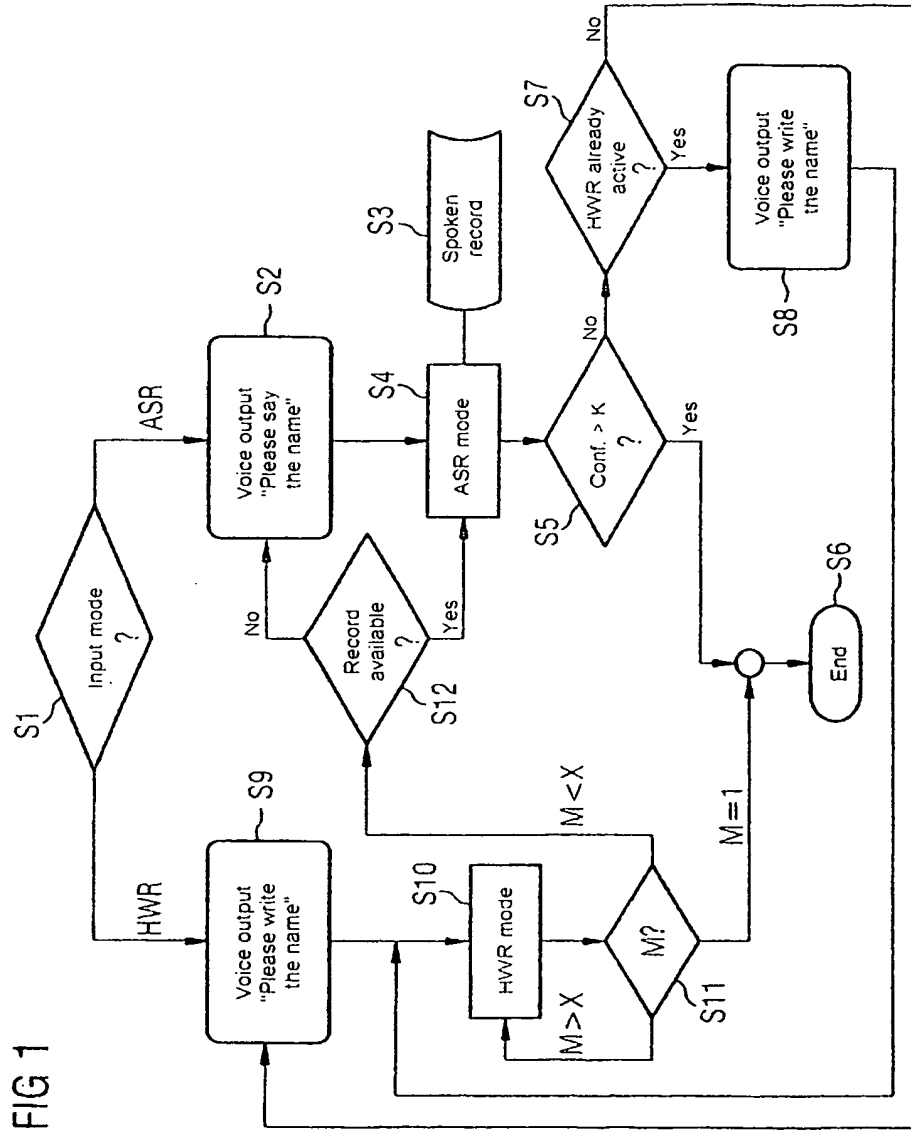 FIG 1
S1
Input mode
?
HWR
ASR
S9
Voice output
"Please write
the name"
S2
Voice output
"Please say
the name"
No
Record
available
?
Yes
S12
S4
ASR mode
S3
Spoken
record
S10
HWR mode
M>X
M?
S11
M<X
M=1
S5
Conf. > K
?
No
Yes
S7
HWR already
active
?
No
Yes
S8
Voice output
"Please write
the name"
S6
End